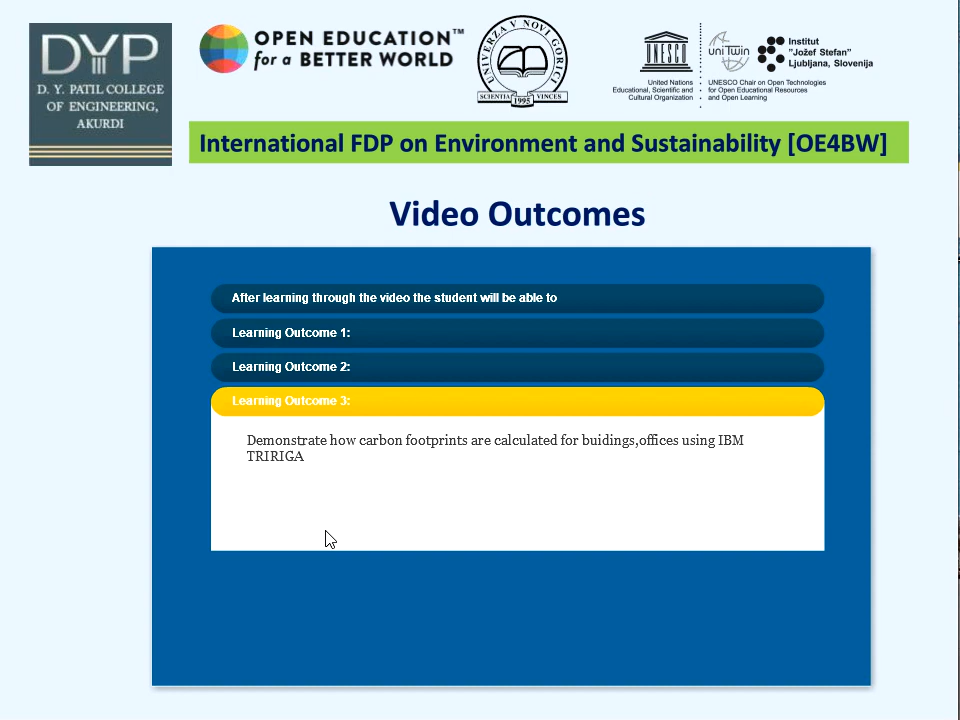 DYP
D. Y. PATIL COLLEGE
OF ENGINEERING,
AKURDI
OPEN EDUCATION™
for a BETTER WORLD
UNIVERZA V NOVI GORICI
SCIENTIA VINCES
1995
UNESCO
United Nations
Educational, Scientific and
Cultural Organization
uniTwin
Institut
"Jožef Stefan"
Ljubljana, Slovenija
UNESCO Chair on Open Technologies
for Open Educational Resources
and Open Learning
International FDP on Environment and Sustainability [OE4BW]
Video Outcomes
After learning through the video the student will be able to
Learning Outcome 1:
Learning Outcome 2:
Learning Outcome 3:
Demonstrate how carbon footprints are calculated for buidings,offices using IBM
TRIRIGA